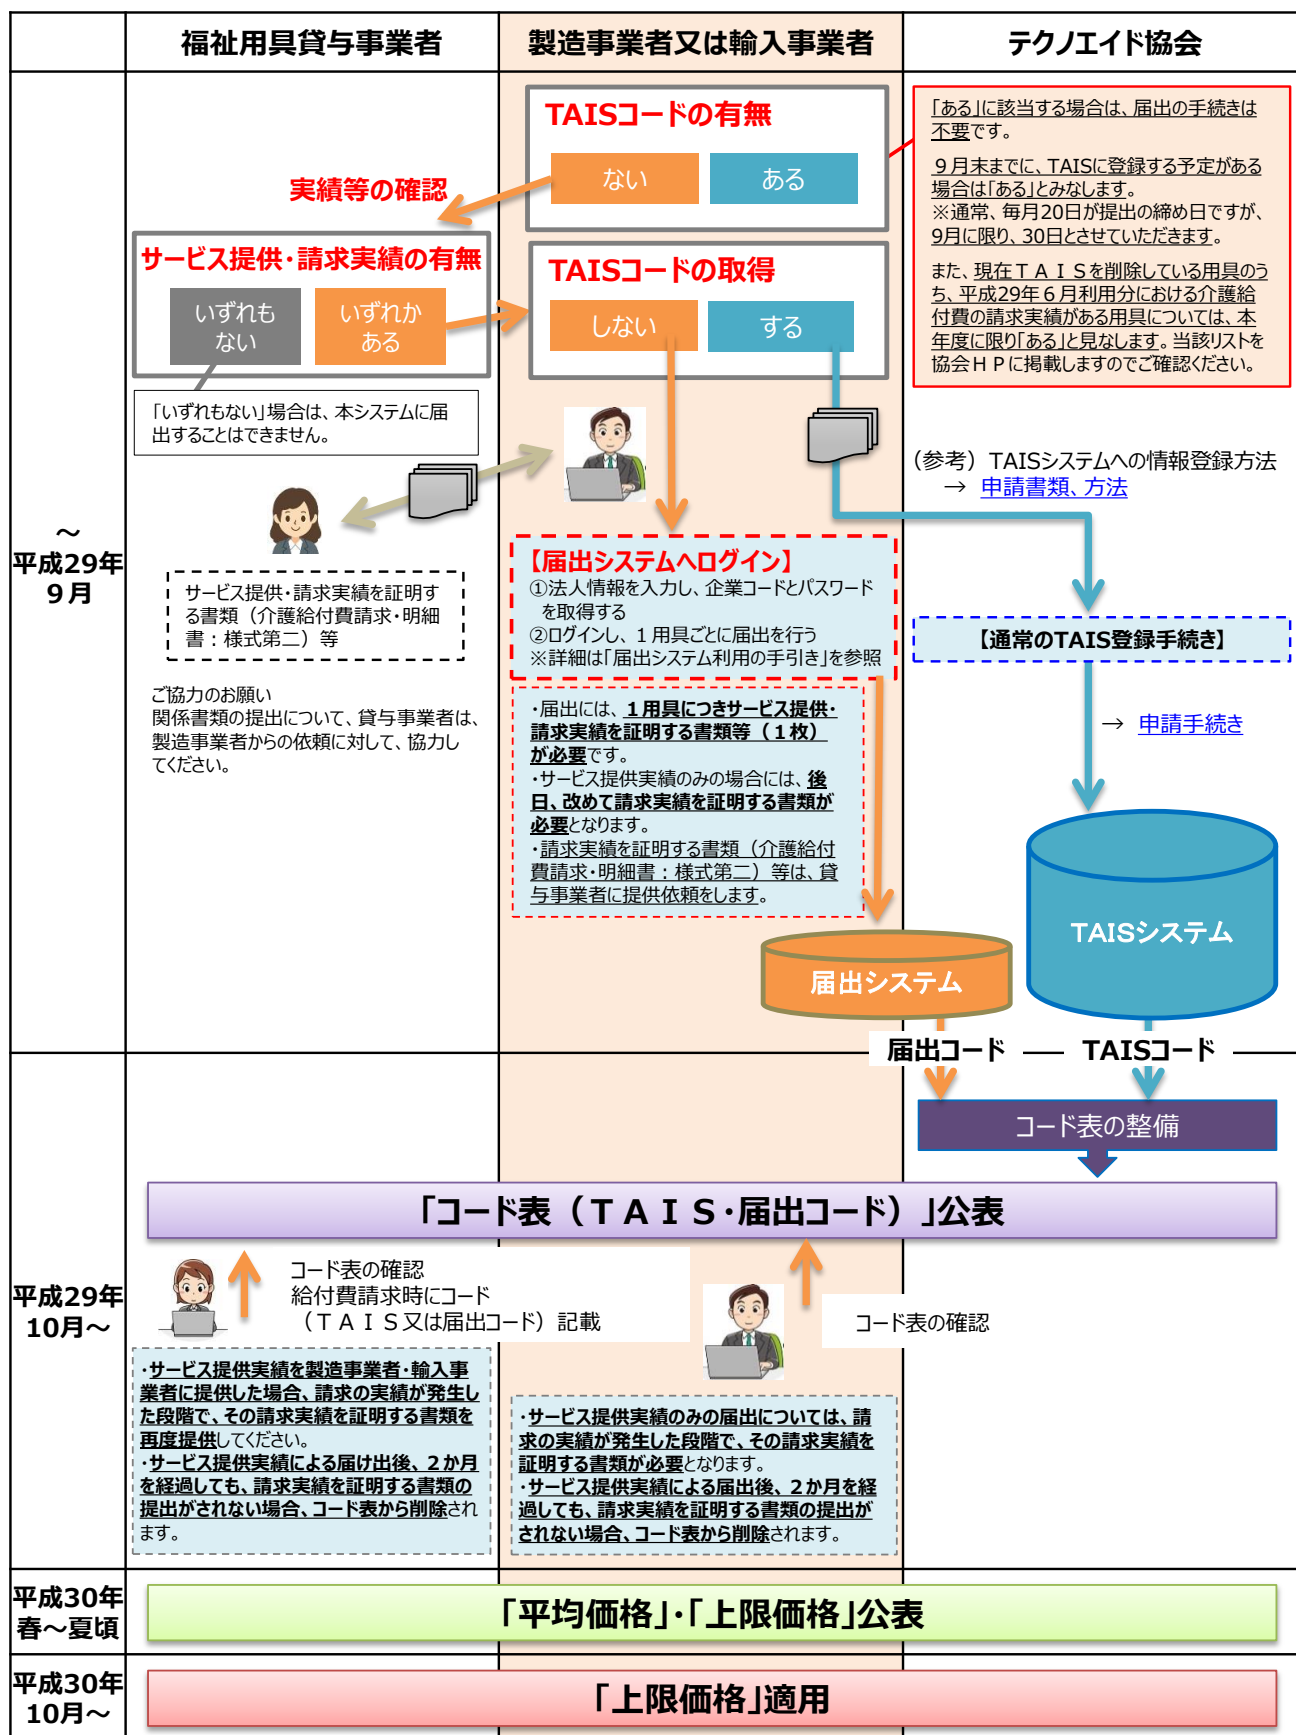 福祉用具貸与事業者
製造事業者又は輸入事業者
テクノエイド協会
～
平成29年
９月
TAISコードの有無
ない
ある
実績等の確認
サービス提供・請求実績の有無
いずれも
ない
いずれか
ある
「いずれもない」場合は、本システムに届
出することはできません。
TAISコードの取得
しない
する
「ある」に該当する場合は、届出の手続きは
不要です。
９月末までに、TAISに登録する予定がある
場合は「ある」とみなします。
※通常、毎月20日が提出の締め日ですが、
9月に限り、30日とさせていただきます。
また、現在ＴＡＩＳを削除している用具のう
ち、平成29年６月利用分における介護給
付費の請求実績がある用具については、本
年度に限り「ある」と見なします。当該リストを
協会ＨＰに掲載しますのでご確認ください。
（参考）TAISシステムへの情報登録方法
→ 申請書類、方法
サービス提供・請求実績を証明す
る書類（介護給付費請求・明細
書：様式第二）等
ご協力のお願い
関係書類の提出について、貸与事業者は、
製造事業者からの依頼に対して、協力し
てください。
【届出システムへログイン】
①法人情報を入力し、企業コードとパスワード
を取得する
②ログインし、１用具ごとに届出を行う
※詳細は「届出システム利用の手引き」を参照
・届出には、１用具につきサービス提供・
請求実績を証明する書類等（１枚）
が必要です。
・サービス提供実績のみの場合には、後
日、改めて請求実績を証明する書類が
必要となります。
・請求実績を証明する書類（介護給付
費請求・明細書：様式第二）等は、貸
与事業者に提供依頼をします。
【通常のTAIS登録手続き】
→ 申請手続き
届出システム
TAISシステム
届出コード
TAISコード
コード表の整備
平成29年
10月～
「コード表（ＴＡＩＳ・届出コード）」公表
コード表の確認
給付費請求時にコード
（ＴＡＩＳ又は届出コード）記載
コード表の確認
・サービス提供実績を製造事業者・輸入事
業者に提供した場合、請求の実績が発生し
た段階で、その請求実績を証明する書類を
再度提供してください。
・サービス提供実績による届け出後、２か月
を経過しても、請求実績を証明する書類の
提出がされない場合、コード表から削除され
ます。
・サービス提供実績のみの届出については、請
求の実績が発生した段階で、その請求実績を
証明する書類が必要となります。
・サービス提供実績による届出後、２か月を経
過しても、請求実績を証明する書類の提出が
されない場合、コード表から削除されます。
平成30年
春～夏頃
「平均価格」・「上限価格」公表
平成30年
10月～
「上限価格」適用